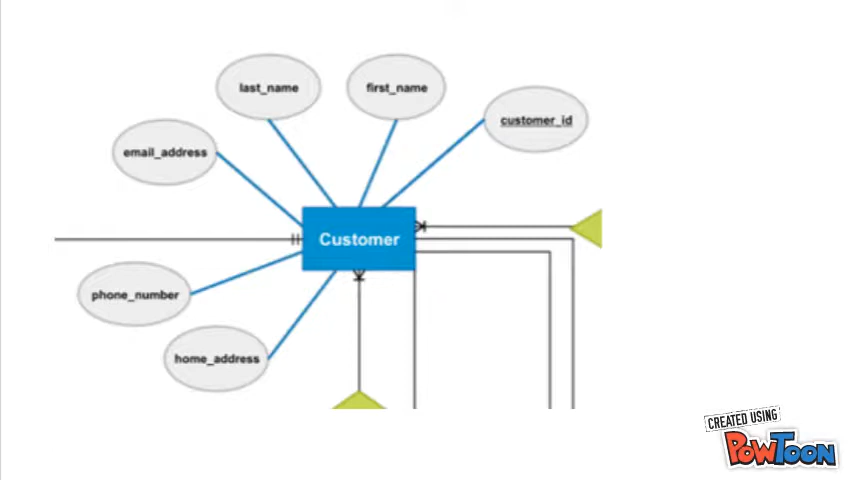 last_name
first_name
customer_id
email_address
Customer
phone_number
home_address
CREATED USING
POWTOON